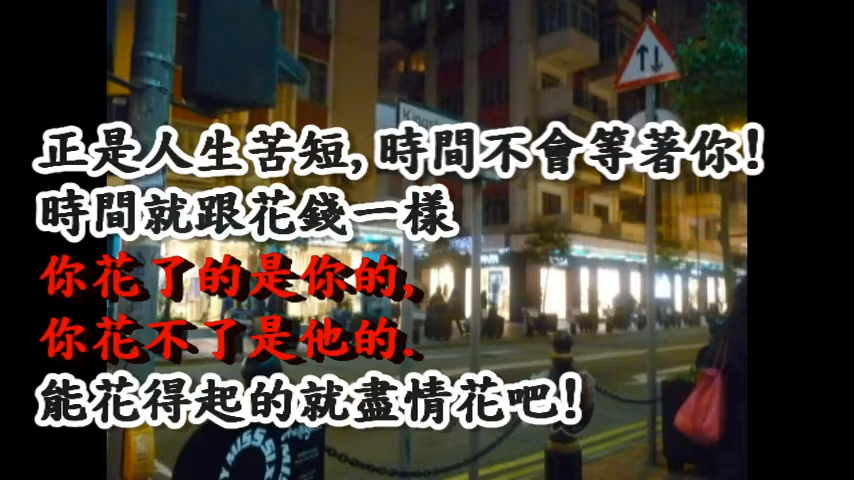 正是人生苦短,時間不會等著你!
時間就跟花錢一樣
你花了的是你的,
你花不了是他的.
能花得起的就盡情花吧!